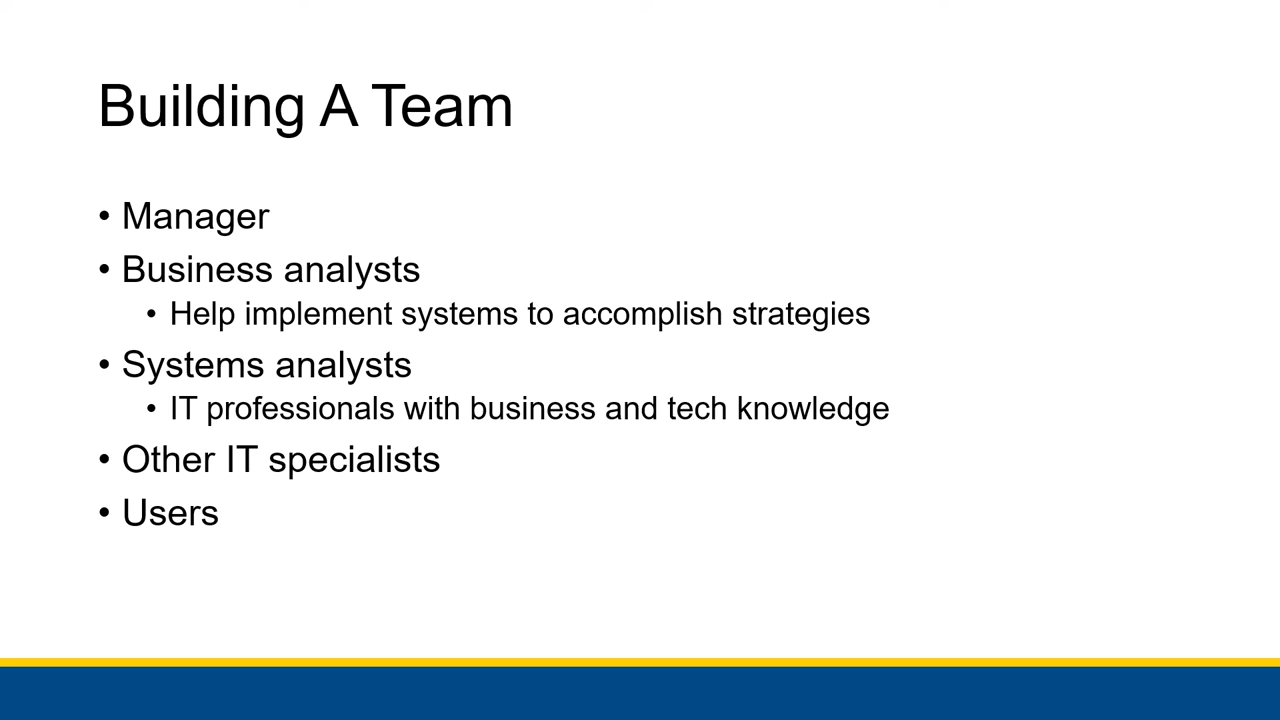 Building A Team
• Manager
• Business analysts
• Help implement systems to accomplish strategies
• Systems analysts
• IT professionals with business and tech knowledge
• Other IT specialists
• Users